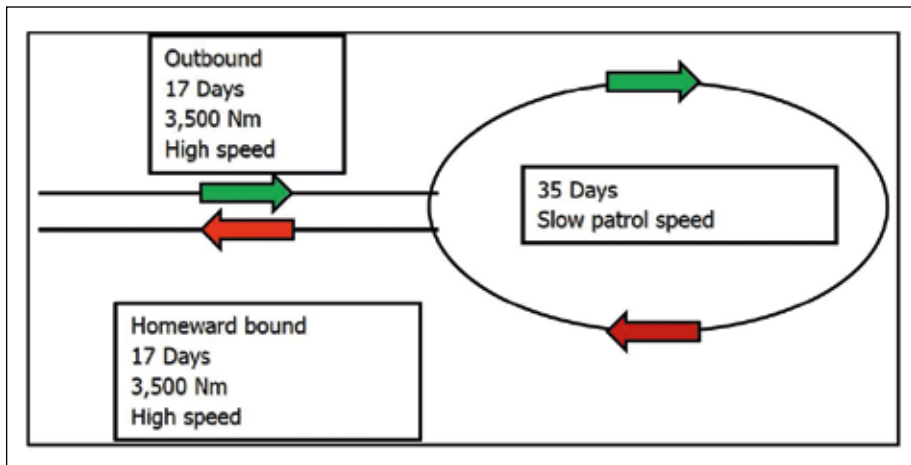 Outbound
17 Days
3,500 Nm
High speed
35 Days
Slow patrol speed
Homeward bound
17 Days
3,500 Nm
High speed